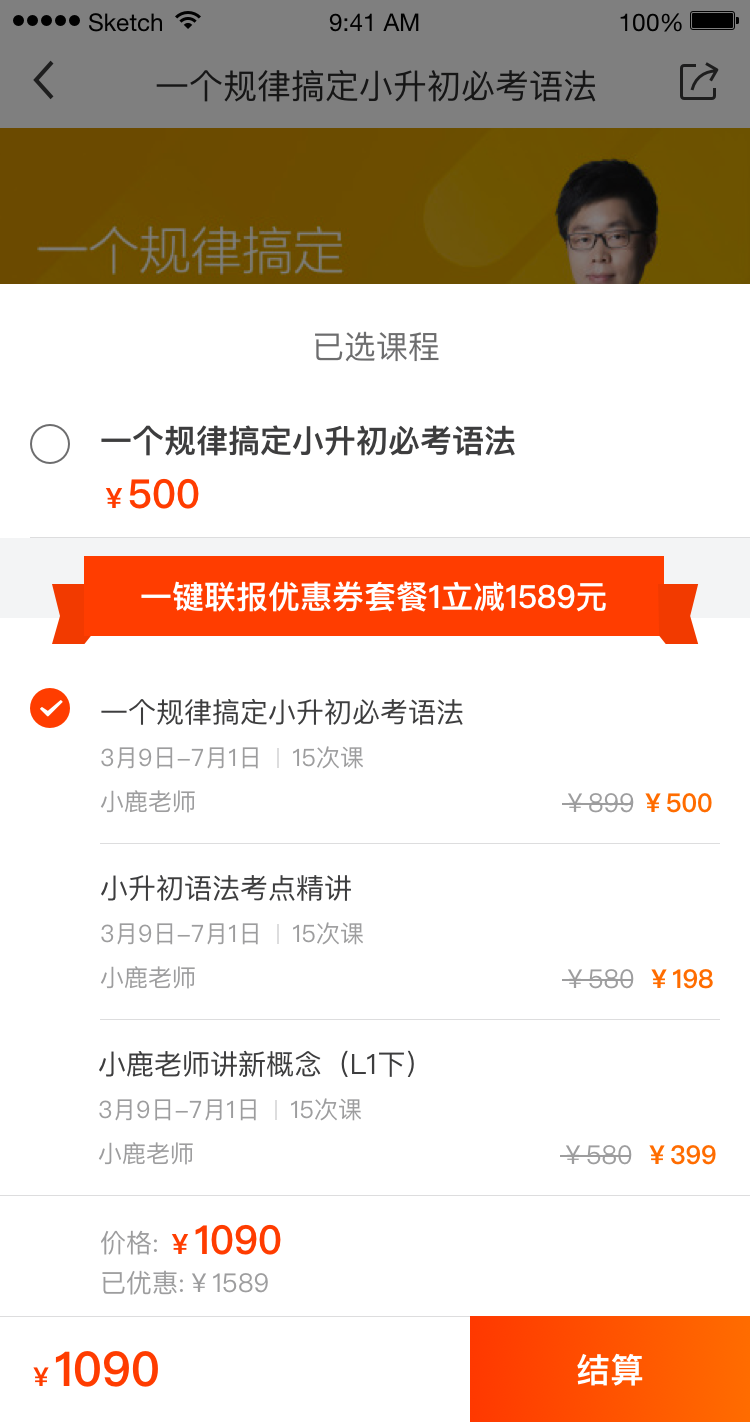 Sketch 9:41 AM 100%
一个规律搞定小升初必考语法
一个规律搞定
已选课程
一个规律搞定小升初必考语法
¥500
一键联报优惠券套餐1立减1589元
一个规律搞定小升初必考语法
3月9日–7月1日 | 15次课
小鹿老师 ¥899 ¥500
小升初语法考点精讲
3月9日–7月1日 | 15次课
小鹿老师 ¥580 ¥198
小鹿老师讲新概念（L1下）
3月9日–7月1日 | 15次课
小鹿老师 ¥580 ¥399
价格: ¥1090
已优惠: ¥1589
¥1090 结算